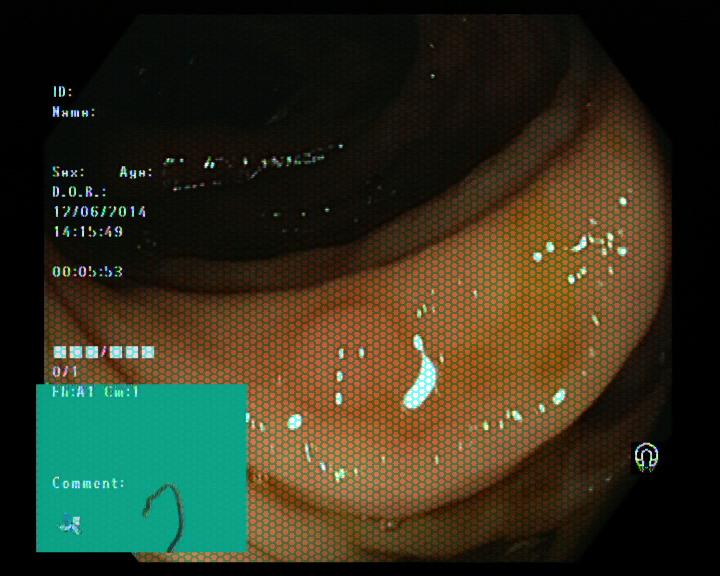 ID:
Name:
Sex: Age:
D.O.B.:
12/06/2014
14:15:49
00:05:53
0/1
Eh:A1 Cm:1
Comment: